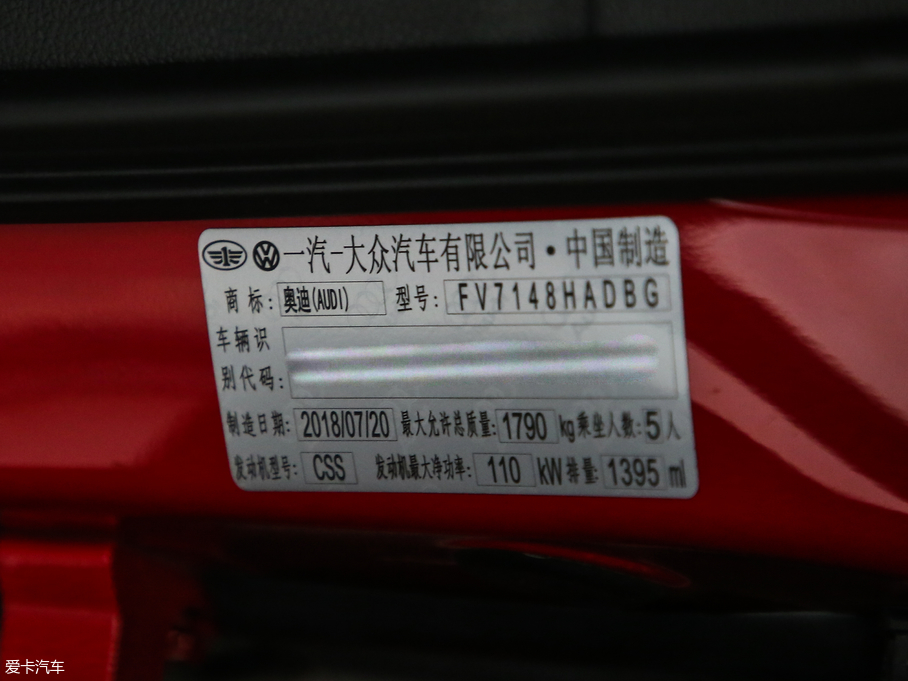 一汽-大众汽车有限公司·中国制造
商标:奥迪(AUDI) 型号:FV7148HADBG
车辆识
别代码:
制造日期:2018/07/20 最大允许总质量:1790 kg 乘坐人数:5人
发动机型号:CSS 发动机最大净功率:110 kW 排量:1395 ml
爱卡汽车